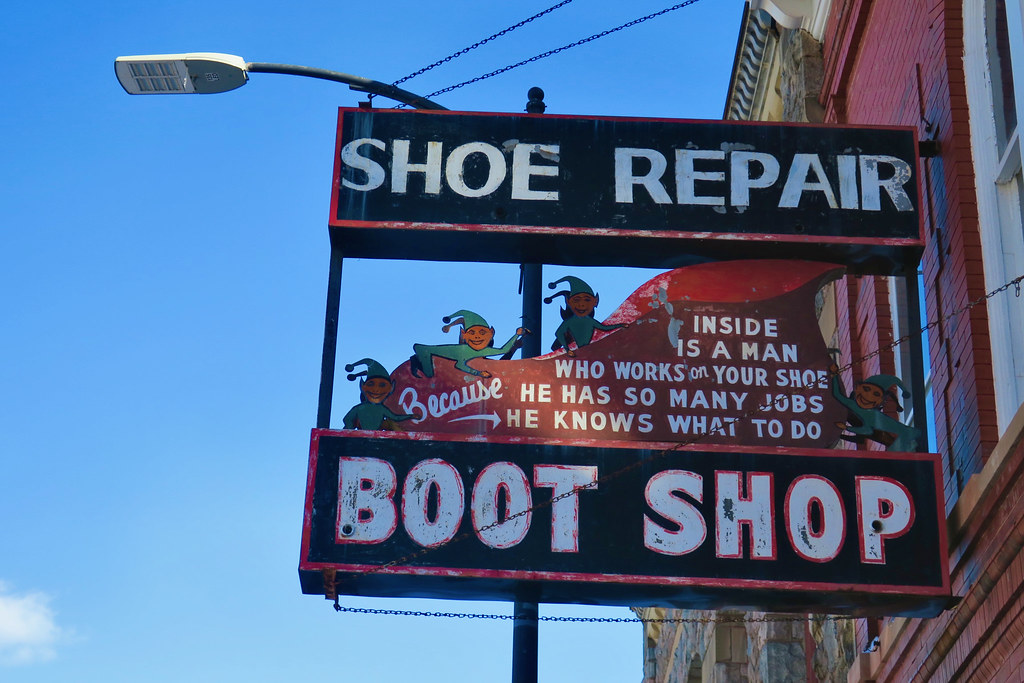 SHOE REPAIR
INSIDE
IS A MAN
WHO WORKS on YOUR SHOE
Because HE HAS SO MANY JOBS
HE KNOWS WHAT TO DO
BOOT SHOP